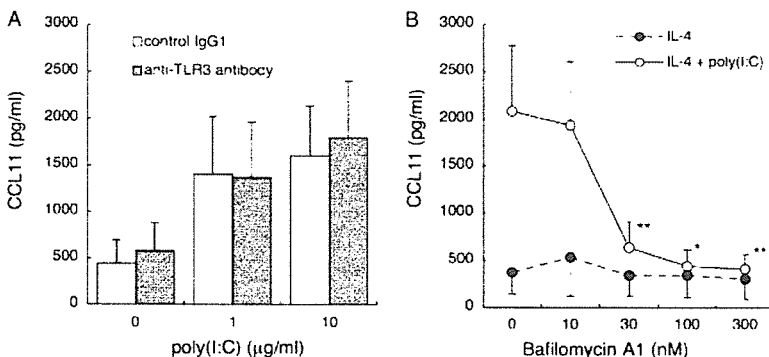 A
control IgG1
anti-TLR3 antibody
CCL11 (pg/ml)
3000
2500
2000
1500
1000
500
0
0
1
10
poly(I:C) (μg/ml)
B
IL-4
IL-4 + poly(I:C)
CCL11 (pg/ml)
3000
2500
2000
1500
1000
500
0
**
*
**
0
10
30
100
300
Bafilomycin A1 (nM)